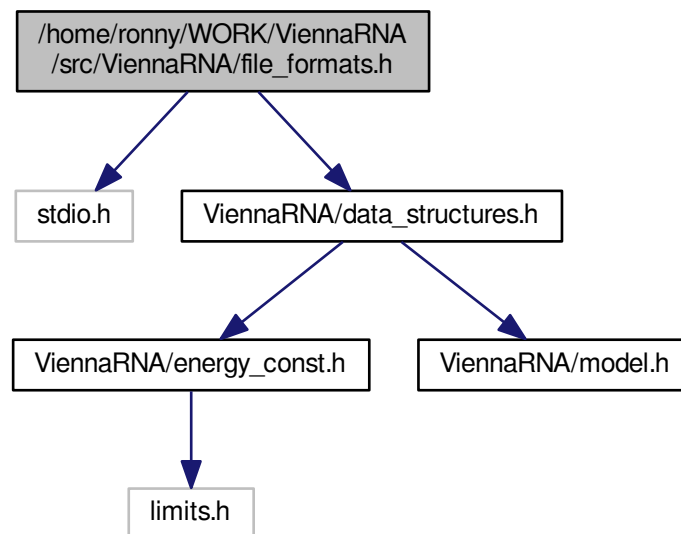 /home/ronny/WORK/ViennaRNA
/src/ViennaRNA/file_formats.h
stdio.h
ViennaRNA/data_structures.h
ViennaRNA/energy_const.h
ViennaRNA/model.h
limits.h